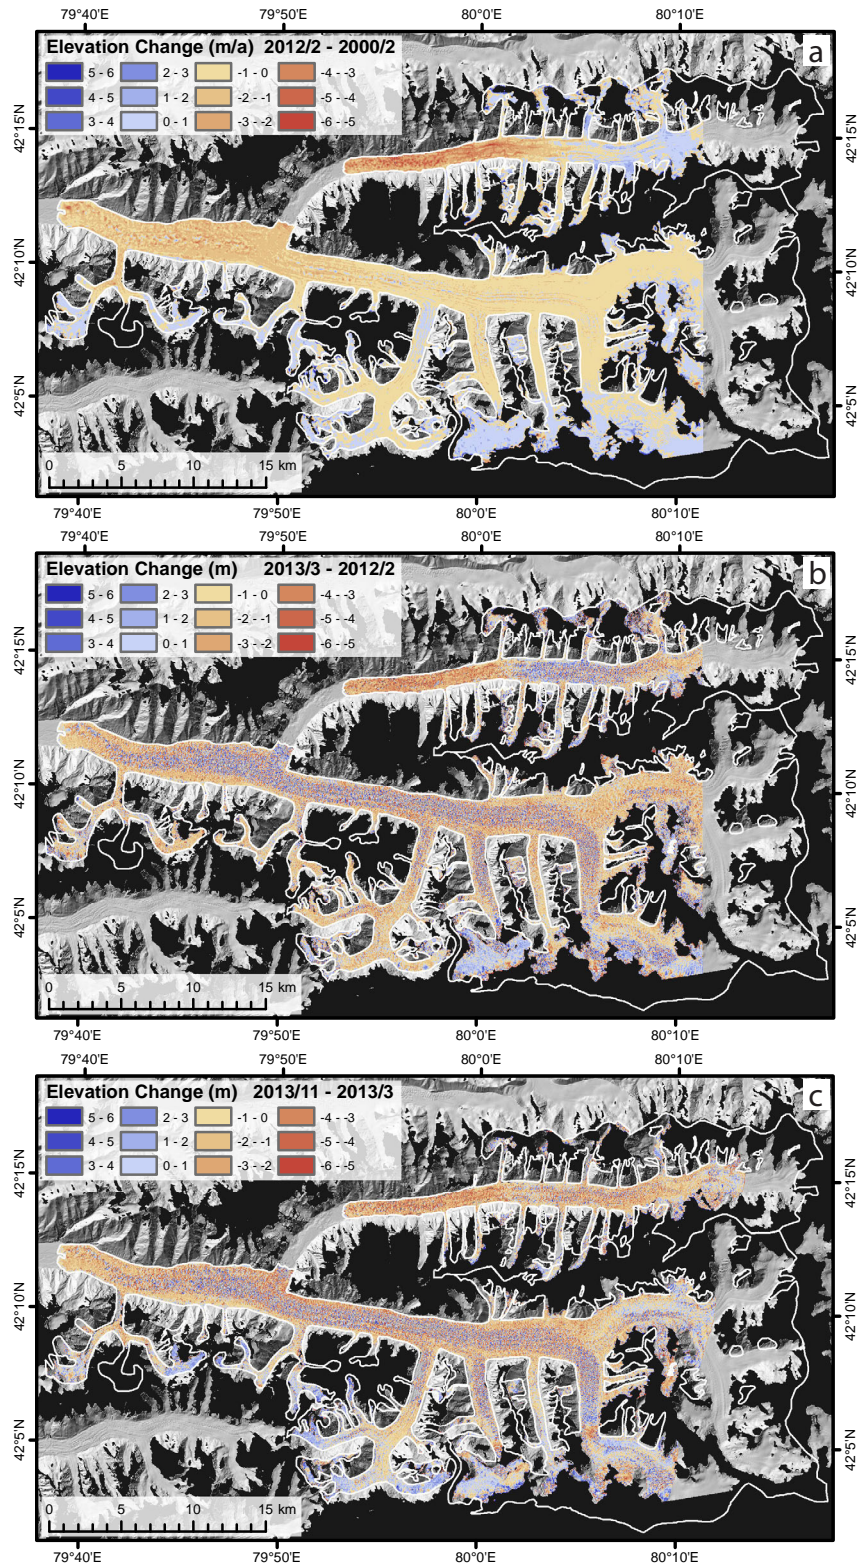 79°40'E 79°50'E 80°0'E 80°10'E
Elevation Change (m/a) 2012/2 - 2000/2
a
5 - 6 2 - 3 -1 - 0 -4 - -3
4 - 5 1 - 2 -2 - -1 -5 - -4
3 - 4 0 - 1 -3 - -2 -6 - -5
42°15'N 42°15'N
42°10'N 42°10'N
42°5'N 42°5'N
0 5 10 15 km
79°40'E 79°50'E 80°0'E 80°10'E
79°40'E 79°50'E 80°0'E 80°10'E
Elevation Change (m) 2013/3 - 2012/2
b
5 - 6 2 - 3 -1 - 0 -4 - -3
4 - 5 1 - 2 -2 - -1 -5 - -4
3 - 4 0 - 1 -3 - -2 -6 - -5
42°15'N 42°15'N
42°10'N 42°10'N
42°5'N 42°5'N
0 5 10 15 km
79°40'E 79°50'E 80°0'E 80°10'E
79°40'E 79°50'E 80°0'E 80°10'E
Elevation Change (m) 2013/11 - 2013/3
c
5 - 6 2 - 3 -1 - 0 -4 - -3
4 - 5 1 - 2 -2 - -1 -5 - -4
3 - 4 0 - 1 -3 - -2 -6 - -5
42°15'N 42°15'N
42°10'N 42°10'N
42°5'N 42°5'N
0 5 10 15 km
79°40'E 79°50'E 80°0'E 80°10'E